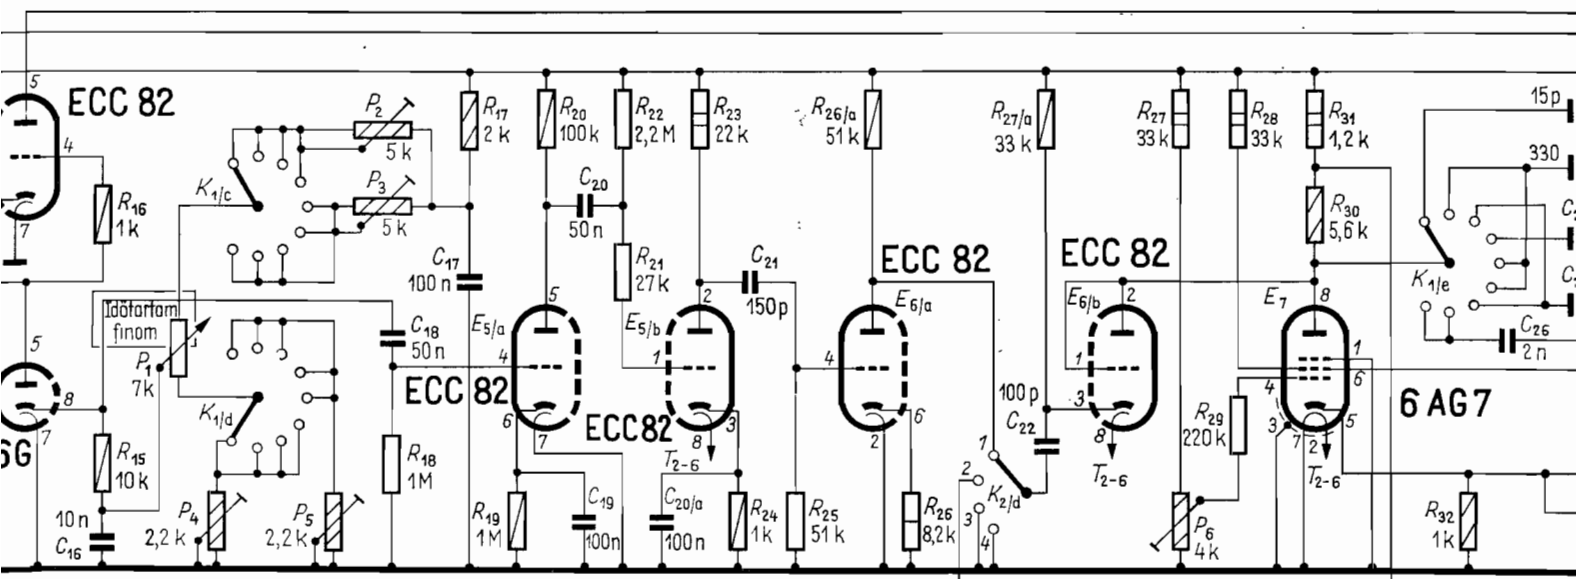 5
ECC 82
4
7
R16
1k
K1/c
P2
5k
P3
5k
R17
2k
C17
100n
R20
100k
C20
50n
R22
2,2M
R21
27k
R23
22k
C21
150p
R26/a
51k
R27/a
33k
R27
33k
R28
33k
R31
1,2k
R30
5,6k
15p
330
K1/e
C26
2n
Időtartam
finom
P1
7k
K1/d
C18
50n
5
8
7
6G
R15
10k
10n
C16
P4
2,2k
P5
2,2k
R18
1M
E5/a
5
4
6
7
ECC 82
R19
1M
C19
100n
E5/b
2
1
3
8
ECC82
T2-6
C20/a
100n
R24
1k
R25
51k
ECC 82
E6/a
4
6
2
R26
8,2k
1
2
3
4
K2/d
100p
C22
ECC 82
E6/b
2
1
3
8
T2-6
R29
220k
P6
4k
E7
8
1
6
4
5
3
7
2
T2-6
6 AG7
R32
1k